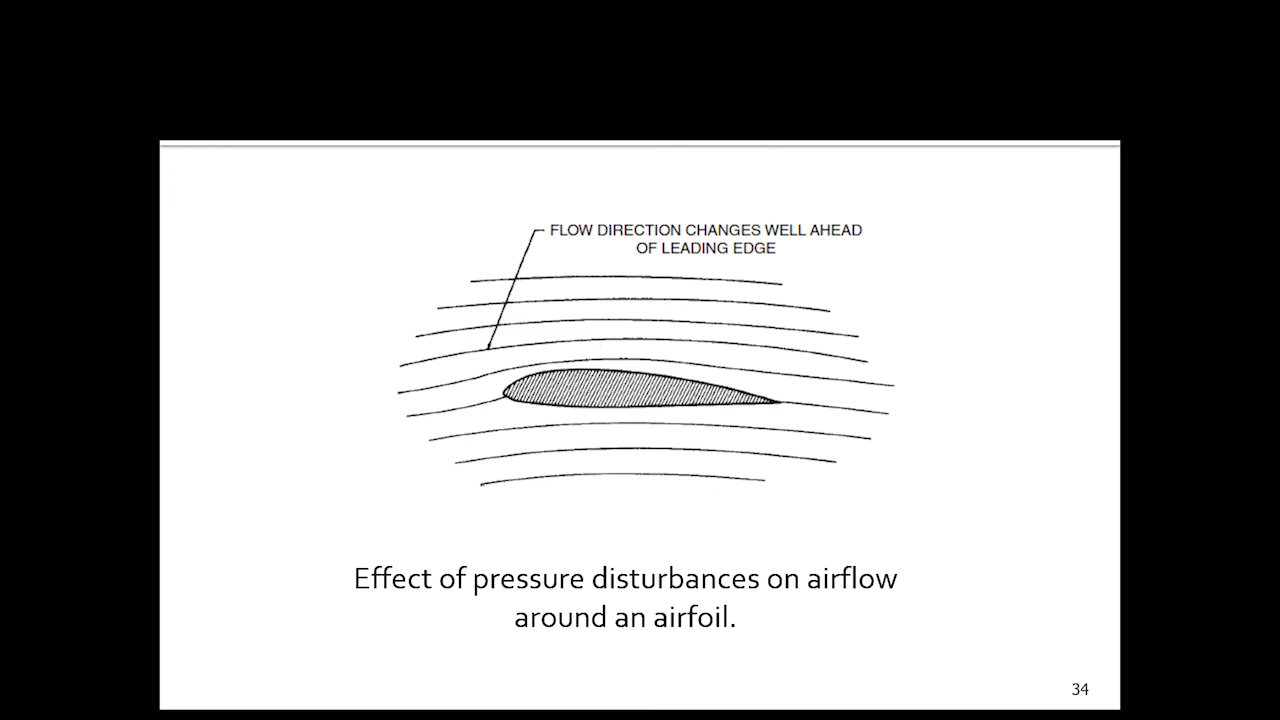 FLOW DIRECTION CHANGES WELL AHEAD
OF LEADING EDGE
Effect of pressure disturbances on airflow
around an airfoil.
34